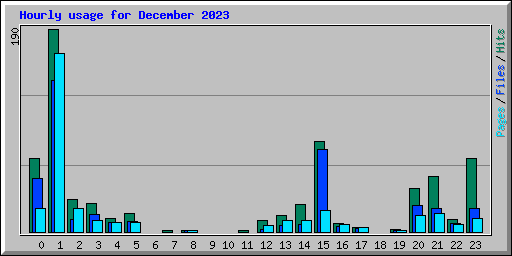 Hourly usage for December 2023
190
Pages/Files/Hits
0 1 2 3 4 5 6 7 8 9 10 11 12 13 14 15 16 17 18 19 20 21 22 23